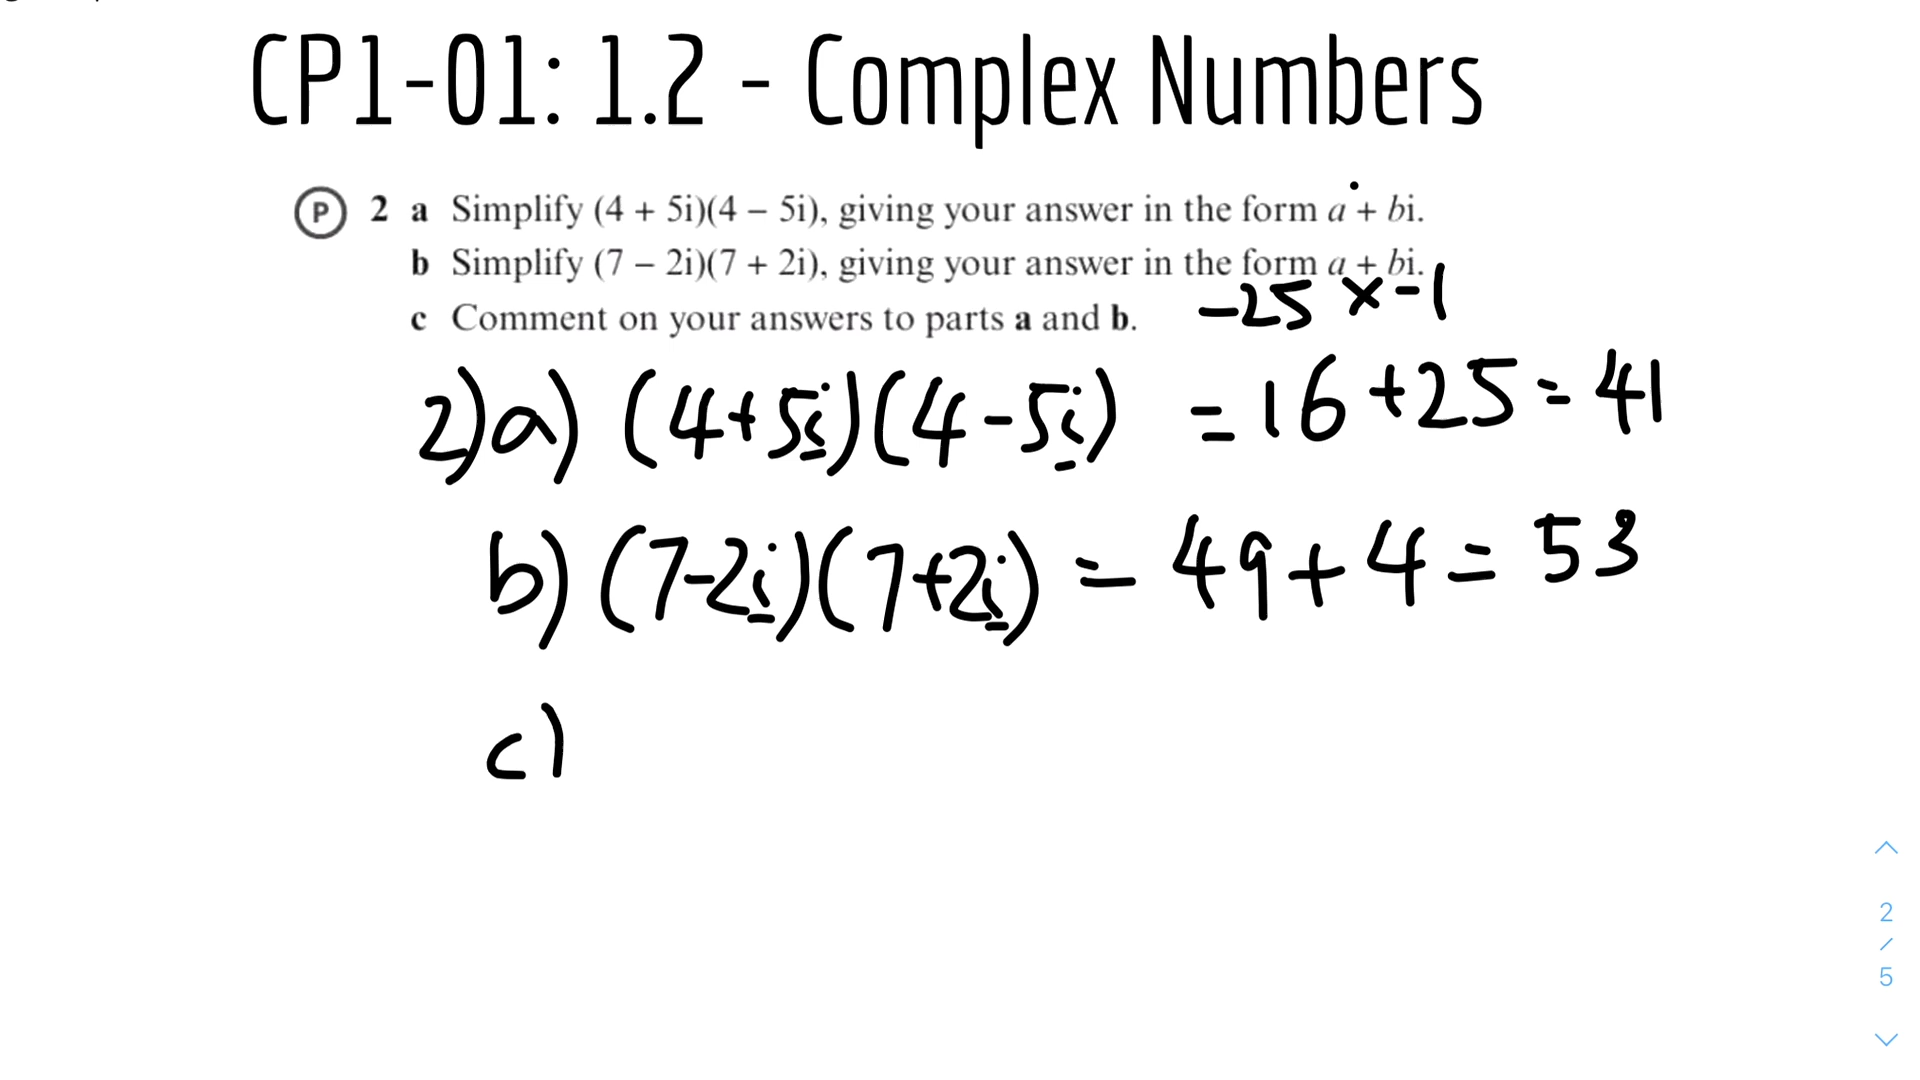 CP1-01: 1.2 - Complex Numbers
P 2 a Simplify (4 + 5i)(4 – 5i), giving your answer in the form a + bi.
b Simplify (7 – 2i)(7 + 2i), giving your answer in the form a + bi.
c Comment on your answers to parts a and b.
-25 x -1
2)a) (4+5i)(4-5i) = 16+25=41
b) (7-2i)(7+2i) = 49+4=53
c)
2
/
5